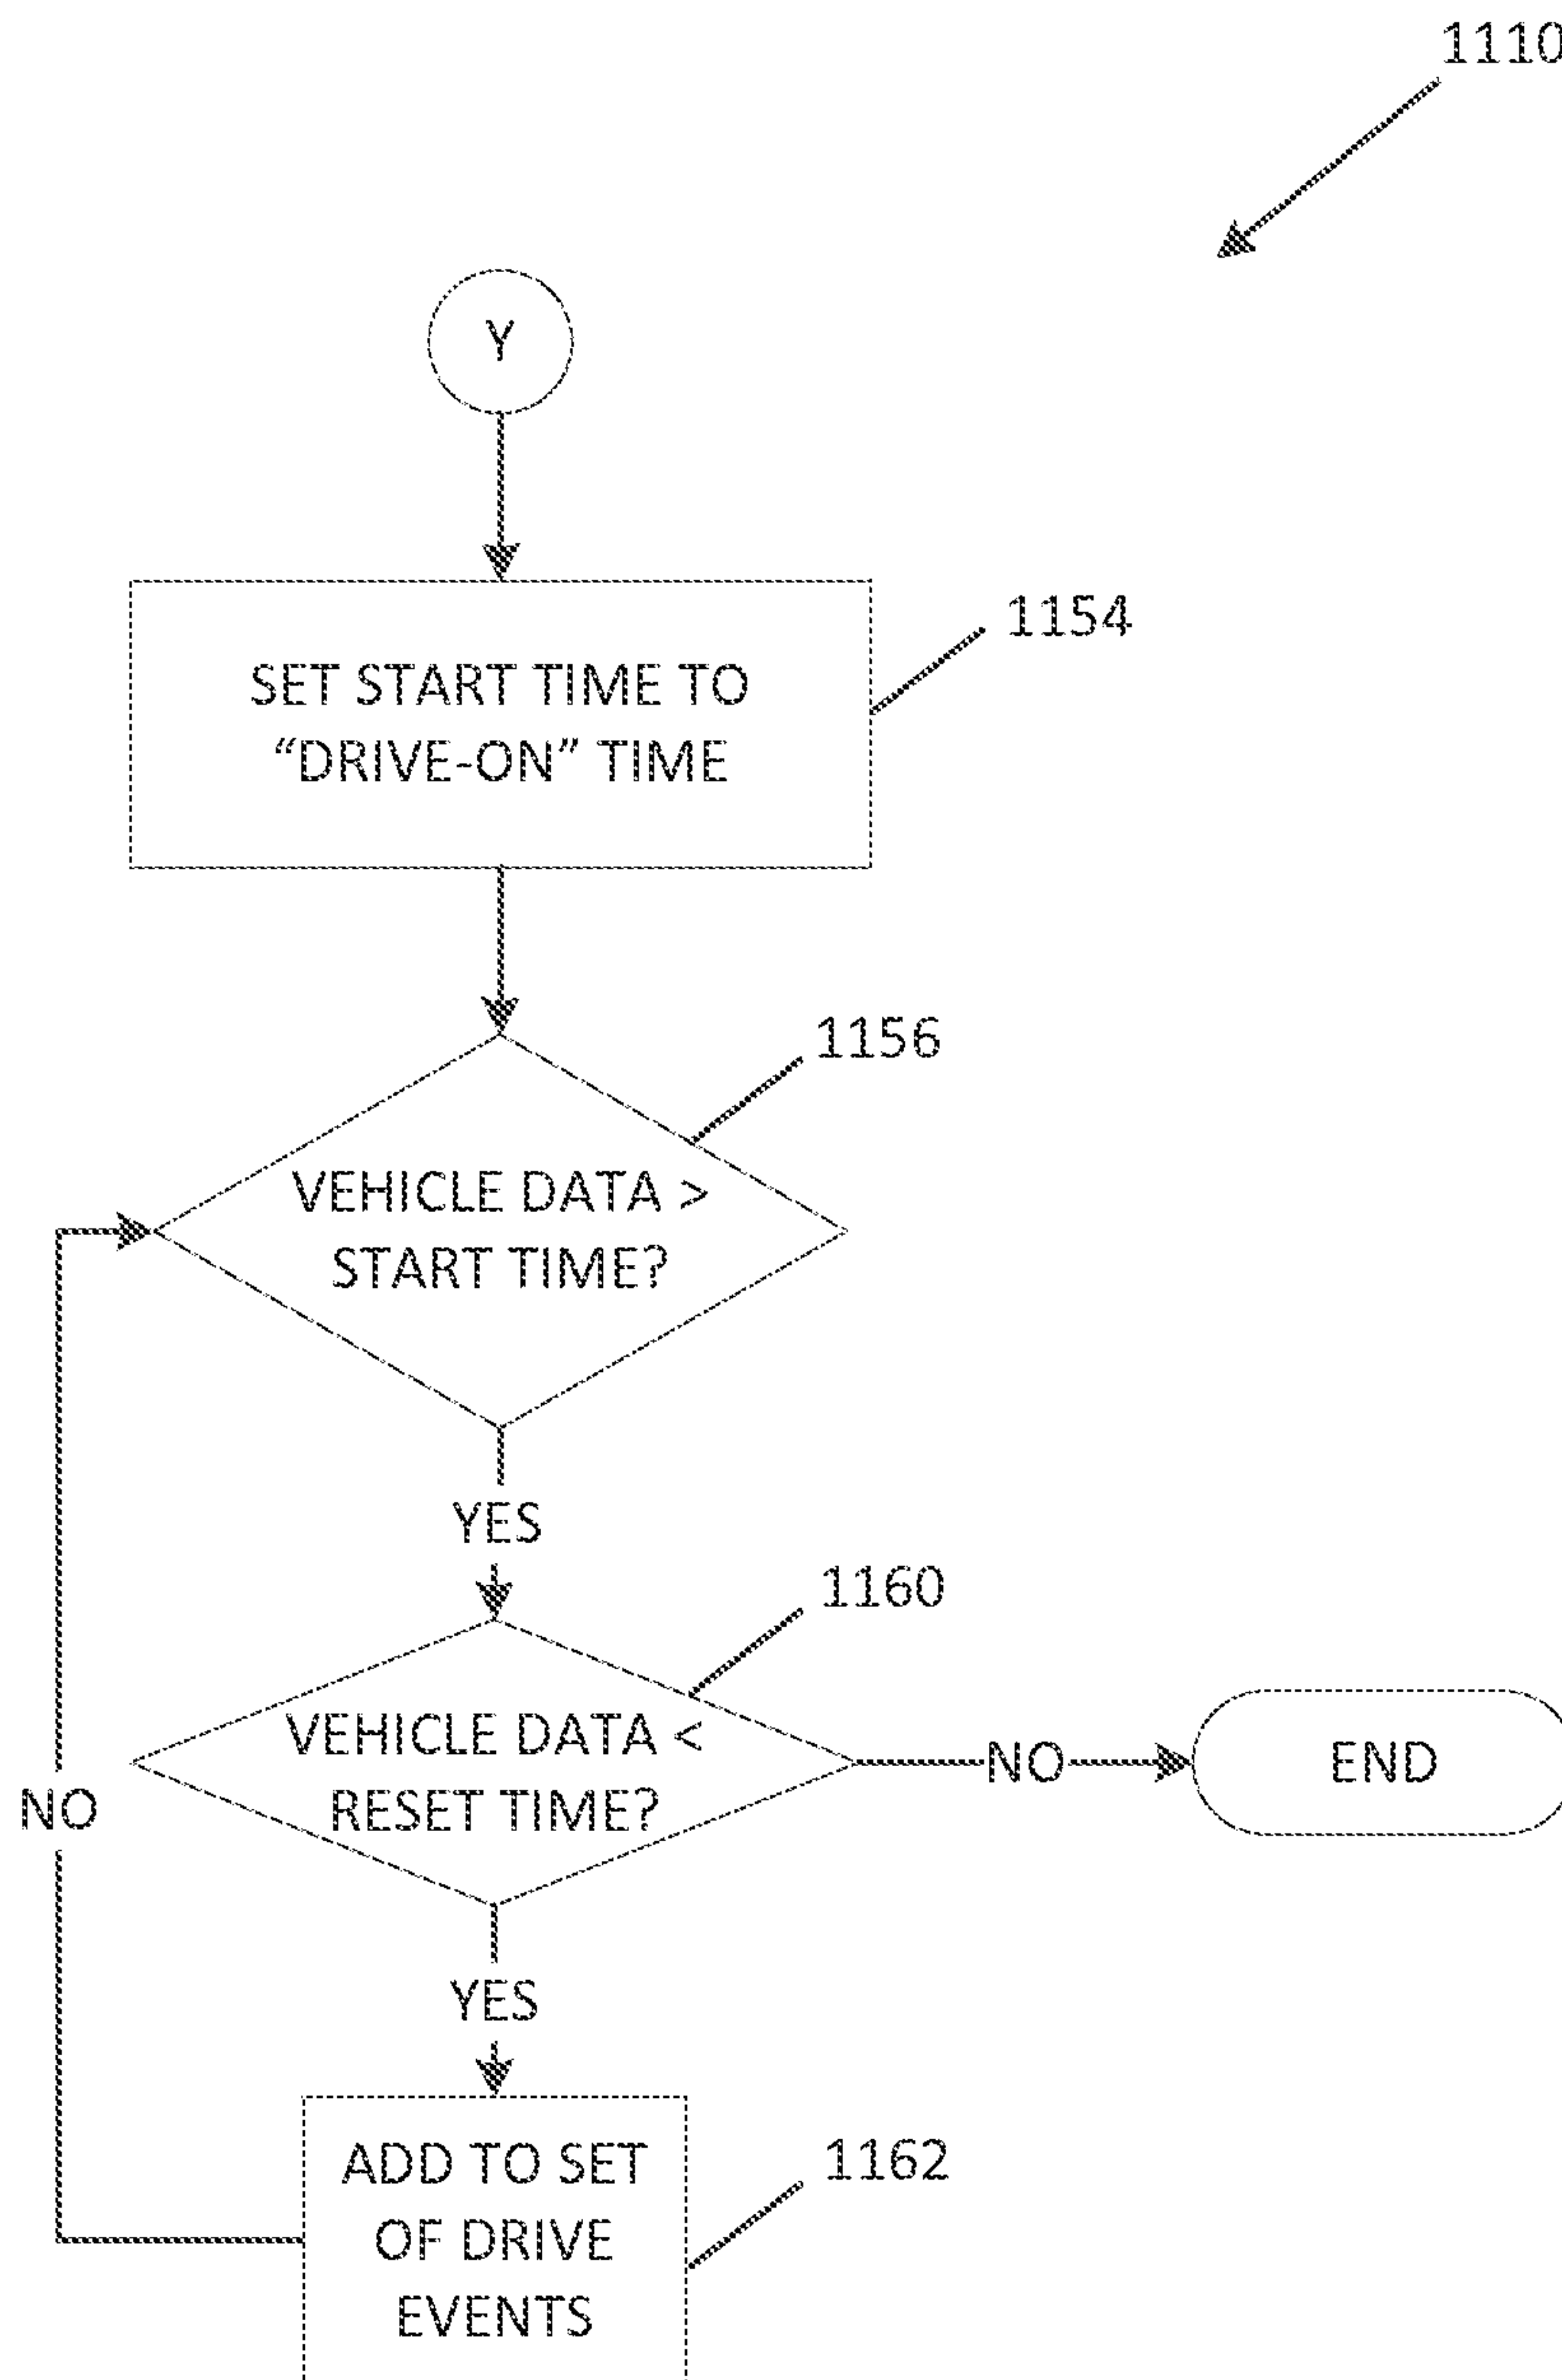 1110
Y
SET START TIME TO
“DRIVE-ON” TIME
1154
1156
VEHICLE DATA >
START TIME?
YES
1160
VEHICLE DATA <
RESET TIME?
NO
END
NO
YES
ADD TO SET
OF DRIVE
EVENTS
1162